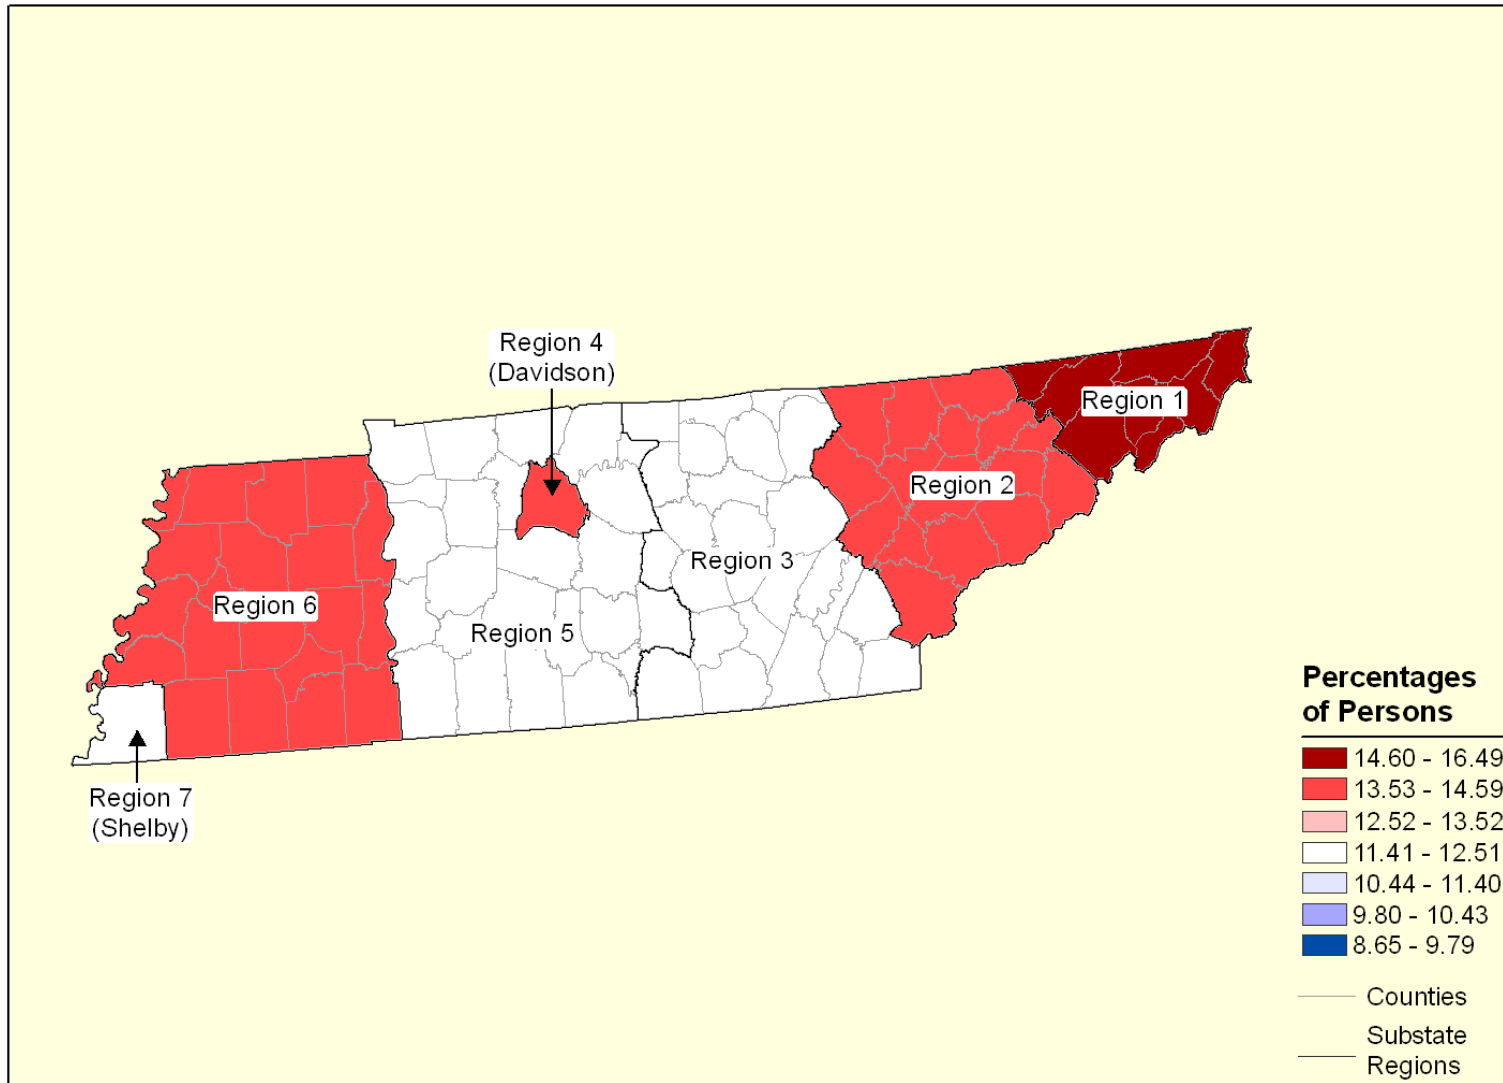 Region 4
(Davidson)
Region 1
Region 2
Region 3
Region 6
Region 5
Region 7
(Shelby)
Percentages
of Persons
14.60 - 16.49
13.53 - 14.59
12.52 - 13.52
11.41 - 12.51
10.44 - 11.40
9.80 - 10.43
8.65 - 9.79
Counties
Substate
Regions